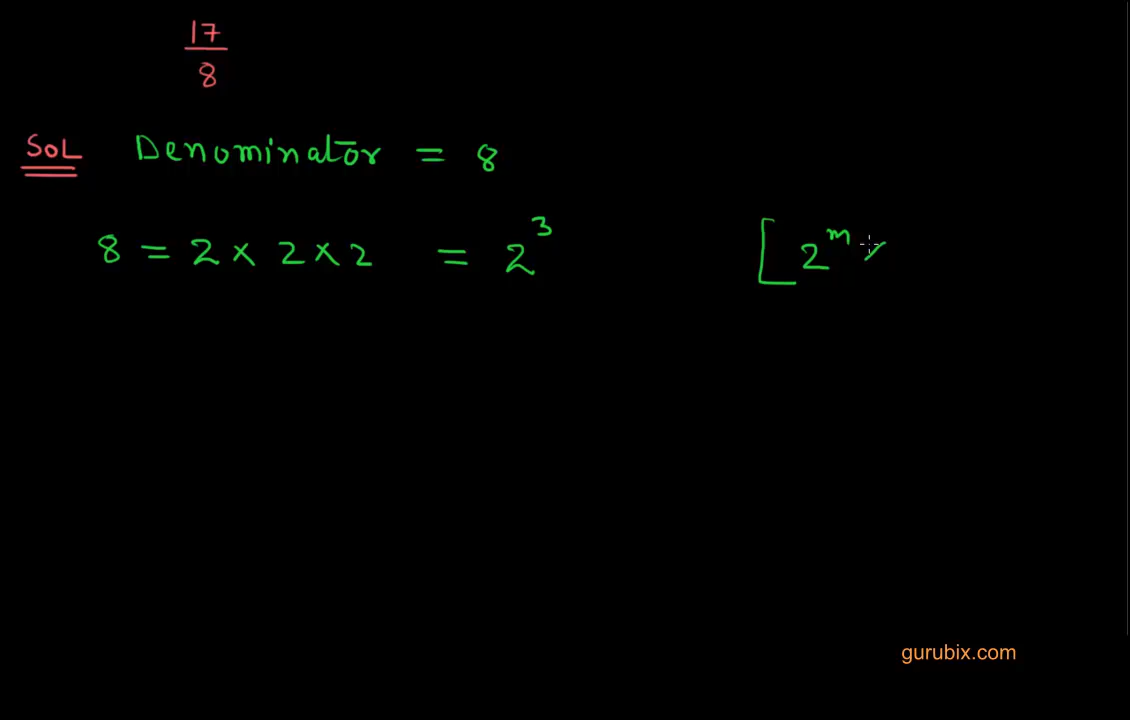 17/8
SOL Denominator = 8
8 = 2 × 2 × 2 = 2³ [2ᵐ ×
gurubix.com